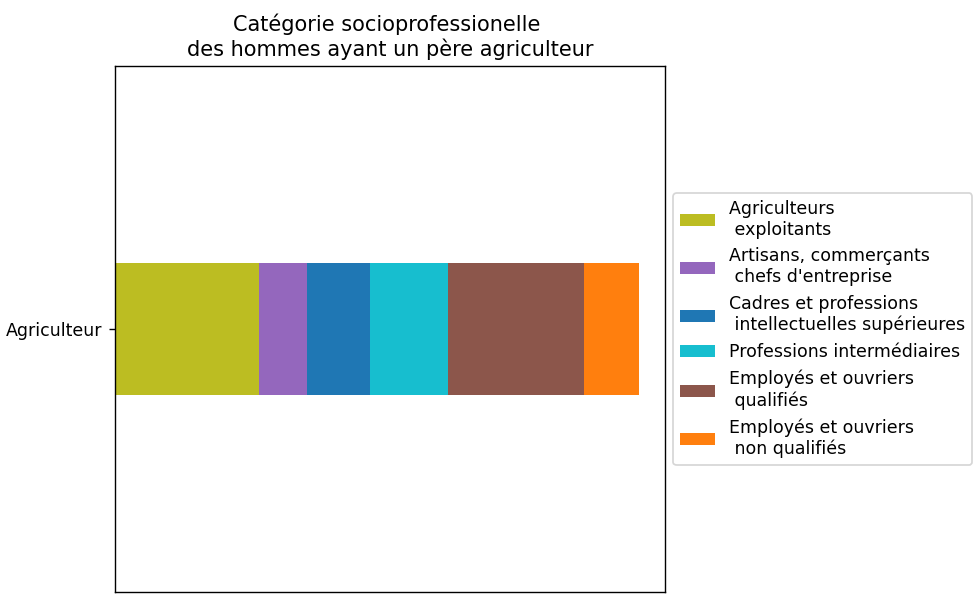 Catégorie socioprofessionelle
des hommes ayant un père agriculteur
Agriculteur
Agriculteurs
exploitants
Artisans, commerçants
chefs d'entreprise
Cadres et professions
intellectuelles supérieures
Professions intermédiaires
Employés et ouvriers
qualifiés
Employés et ouvriers
non qualifiés